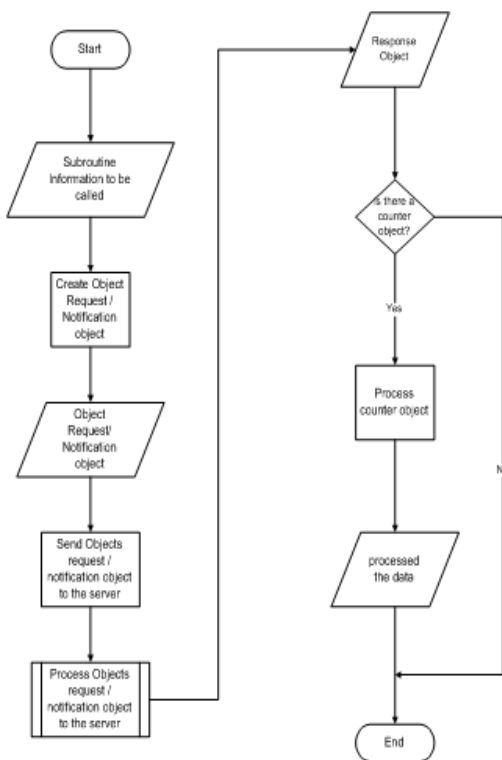 Start
Subroutine
Information to be
called
Create Object
Request /
Notification
object
Object
Request/
Notification
object
Send Objects
request /
notification object
to the server
Process Objects
request /
notification object
to the server
Response
Object
Is there a
counter
object?
Yes
N
Process
counter object
processed
the data
End